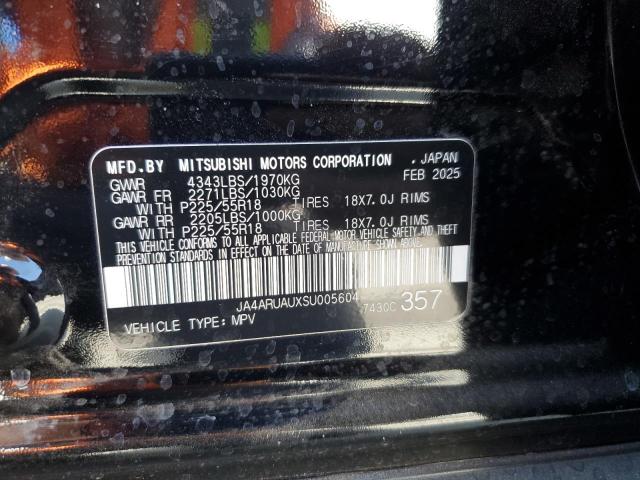 MFD.BY MITSUBISHI MOTORS CORPORATION , JAPAN
GVWR 4343LBS/1970KG FEB 2025
GAWR FR 2271LBS/1030KG
WITH P225/55R18 TIRES 18X7.0J RIMS
GAWR RR 2205LBS/1000KG
WITH P225/55R18 TIRES 18X7.0J RIMS
THIS VEHICLE CONFORMS TO ALL APPLICABLE FEDERAL MOTOR VEHICLE SAFETY BUMPER AND THEFT
PREVENTION STANDARDS IN EFFECT ON THE DATE OF MANUFACTURE SHOWN ABOVE.
JA4ARUAUXSU005604
7430C 357
VEHICLE TYPE: MPV